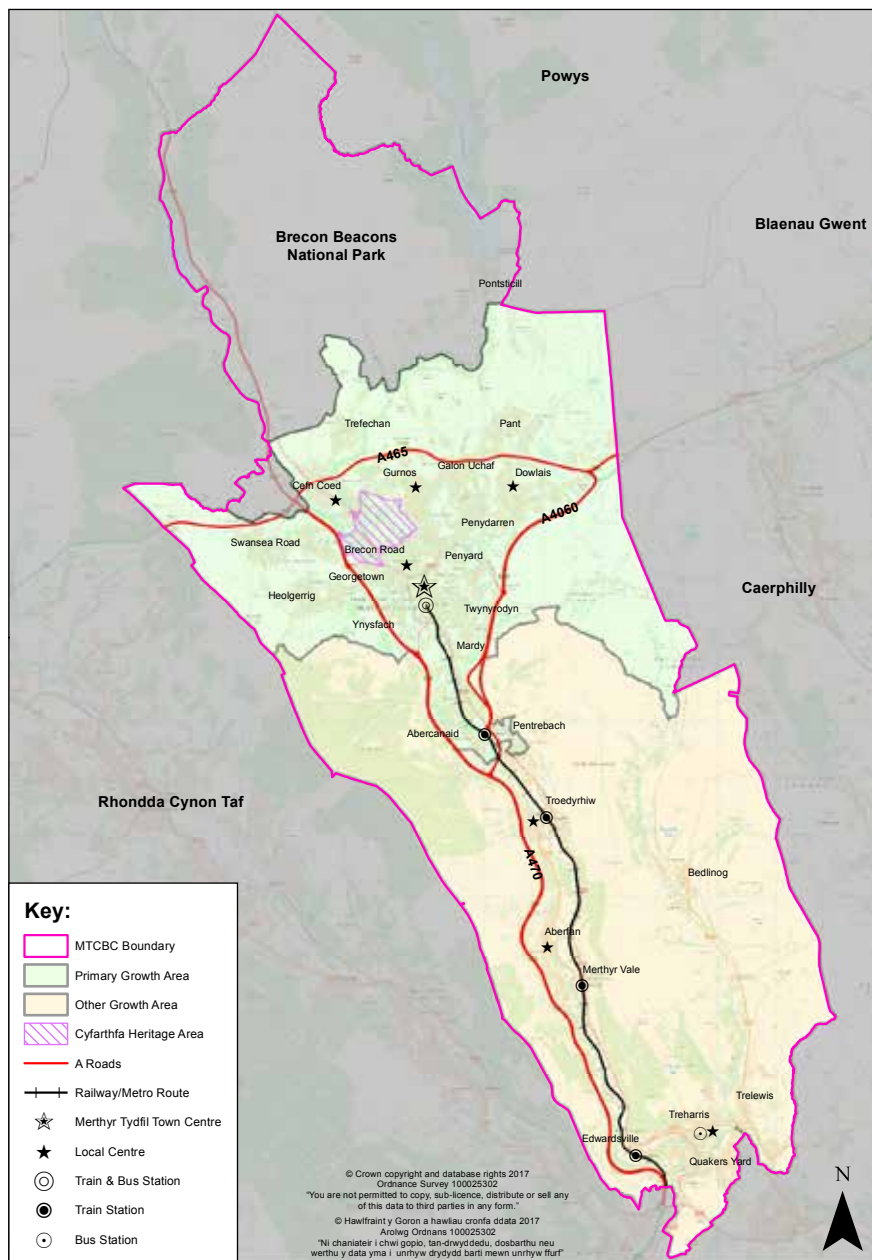 Powys
Brecon Beacons
National Park
Blaenau Gwent
Pontsticill
Trefechan
Pant
A465
Galon Uchaf
Gurnos
Dowlais
Cefn Coed
Penydarren
A4060
Swansea Road
Brecon Road
Penyard
Georgetown
Caerphilly
Heolgerrig
Twynyrodyn
Ynysfach
Mardy
Pentrebach
Abercanaid
Rhondda Cynon Taf
Troedyrhiw
A470
Bedlinog
Aberfan
Merthyr Vale
Trelewis
Treharris
Edwardsville
Quakers Yard
Key:
MTCBC Boundary
Primary Growth Area
Other Growth Area
Cyfarthfa Heritage Area
A Roads
Railway/Metro Route
Merthyr Tydfil Town Centre
Local Centre
Train & Bus Station
Train Station
Bus Station
© Crown copyright and database rights 2017
Ordnance Survey 100025302
"You are not permitted to copy, sub-licence, distribute or sell any
of this data to third parties in any form."
© Hawlfraint y Goron a hawliau cronfa ddata 2017
Arolwg Ordnans 100025302
"Ni chaniateir i chwi gopio, tan-drwyddedu, dosbarthu neu
werthu y data yma i unrhyw drydydd barti mewn unrhyw ffurf"
N